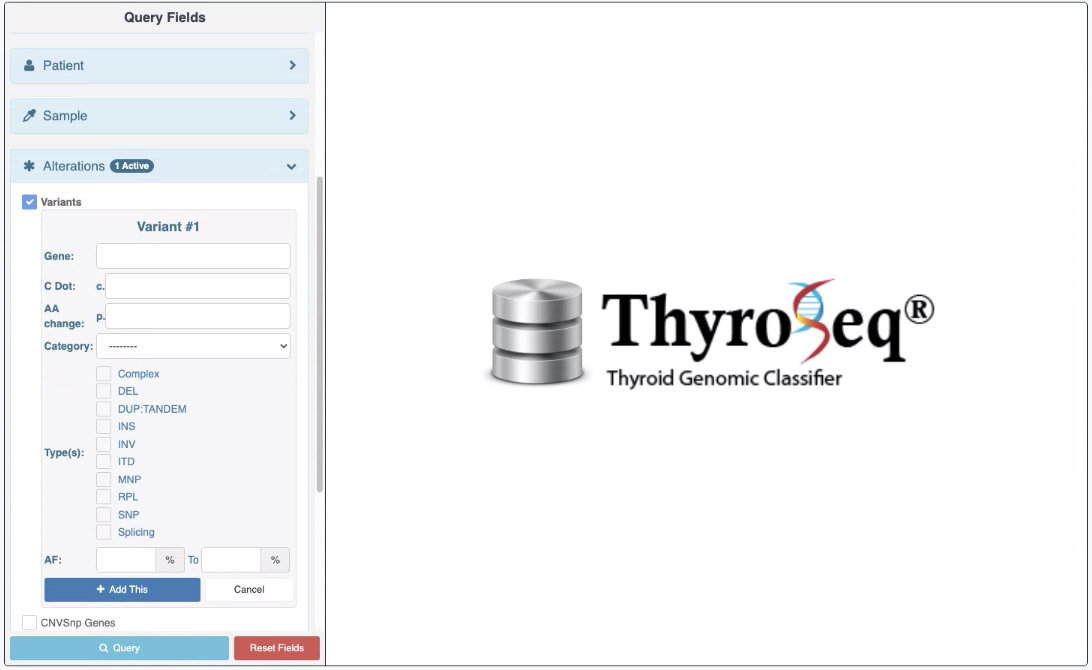 Query Fields
Patient
Sample
Alterations 1 Active
Variants
Variant #1
Gene:
C Dot: c.
AA change: p.
Category: --------
Type(s):
Complex
DEL
DUP:TANDEM
INS
INV
ITD
MNP
RPL
SNP
Splicing
AF: % To %
Add This Cancel
CNVSnp Genes
Query Reset Fields
ThyroSeq®
Thyroid Genomic Classifier